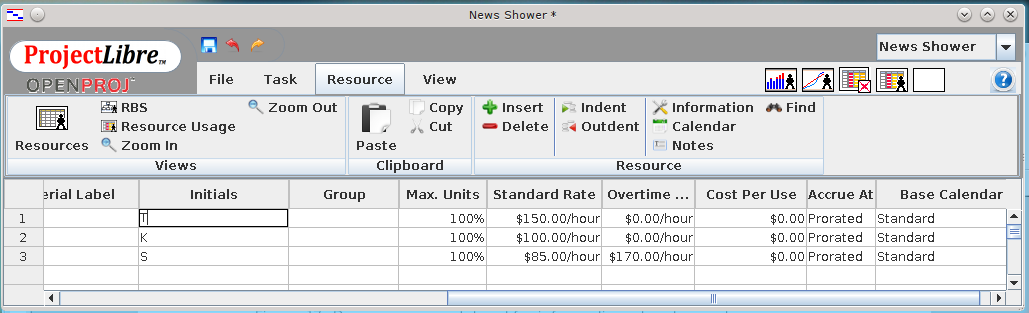 News Shower *
ProjectLibre™
OPENPROJ
News Shower
File Task Resource View
Resources
RBS
Resource Usage
Zoom In
Zoom Out
Views
Paste
Copy
Cut
Clipboard
Insert
Delete
Indent
Outdent
Information
Calendar
Notes
Find
Resource
erial Label Initials Group Max. Units Standard Rate Overtime ... Cost Per Use Accrue At Base Calendar
1 T 100% $150.00/hour $0.00/hour $0.00 Prorated Standard
2 K 100% $100.00/hour $0.00/hour $0.00 Prorated Standard
3 S 100% $85.00/hour $170.00/hour $0.00 Prorated Standard